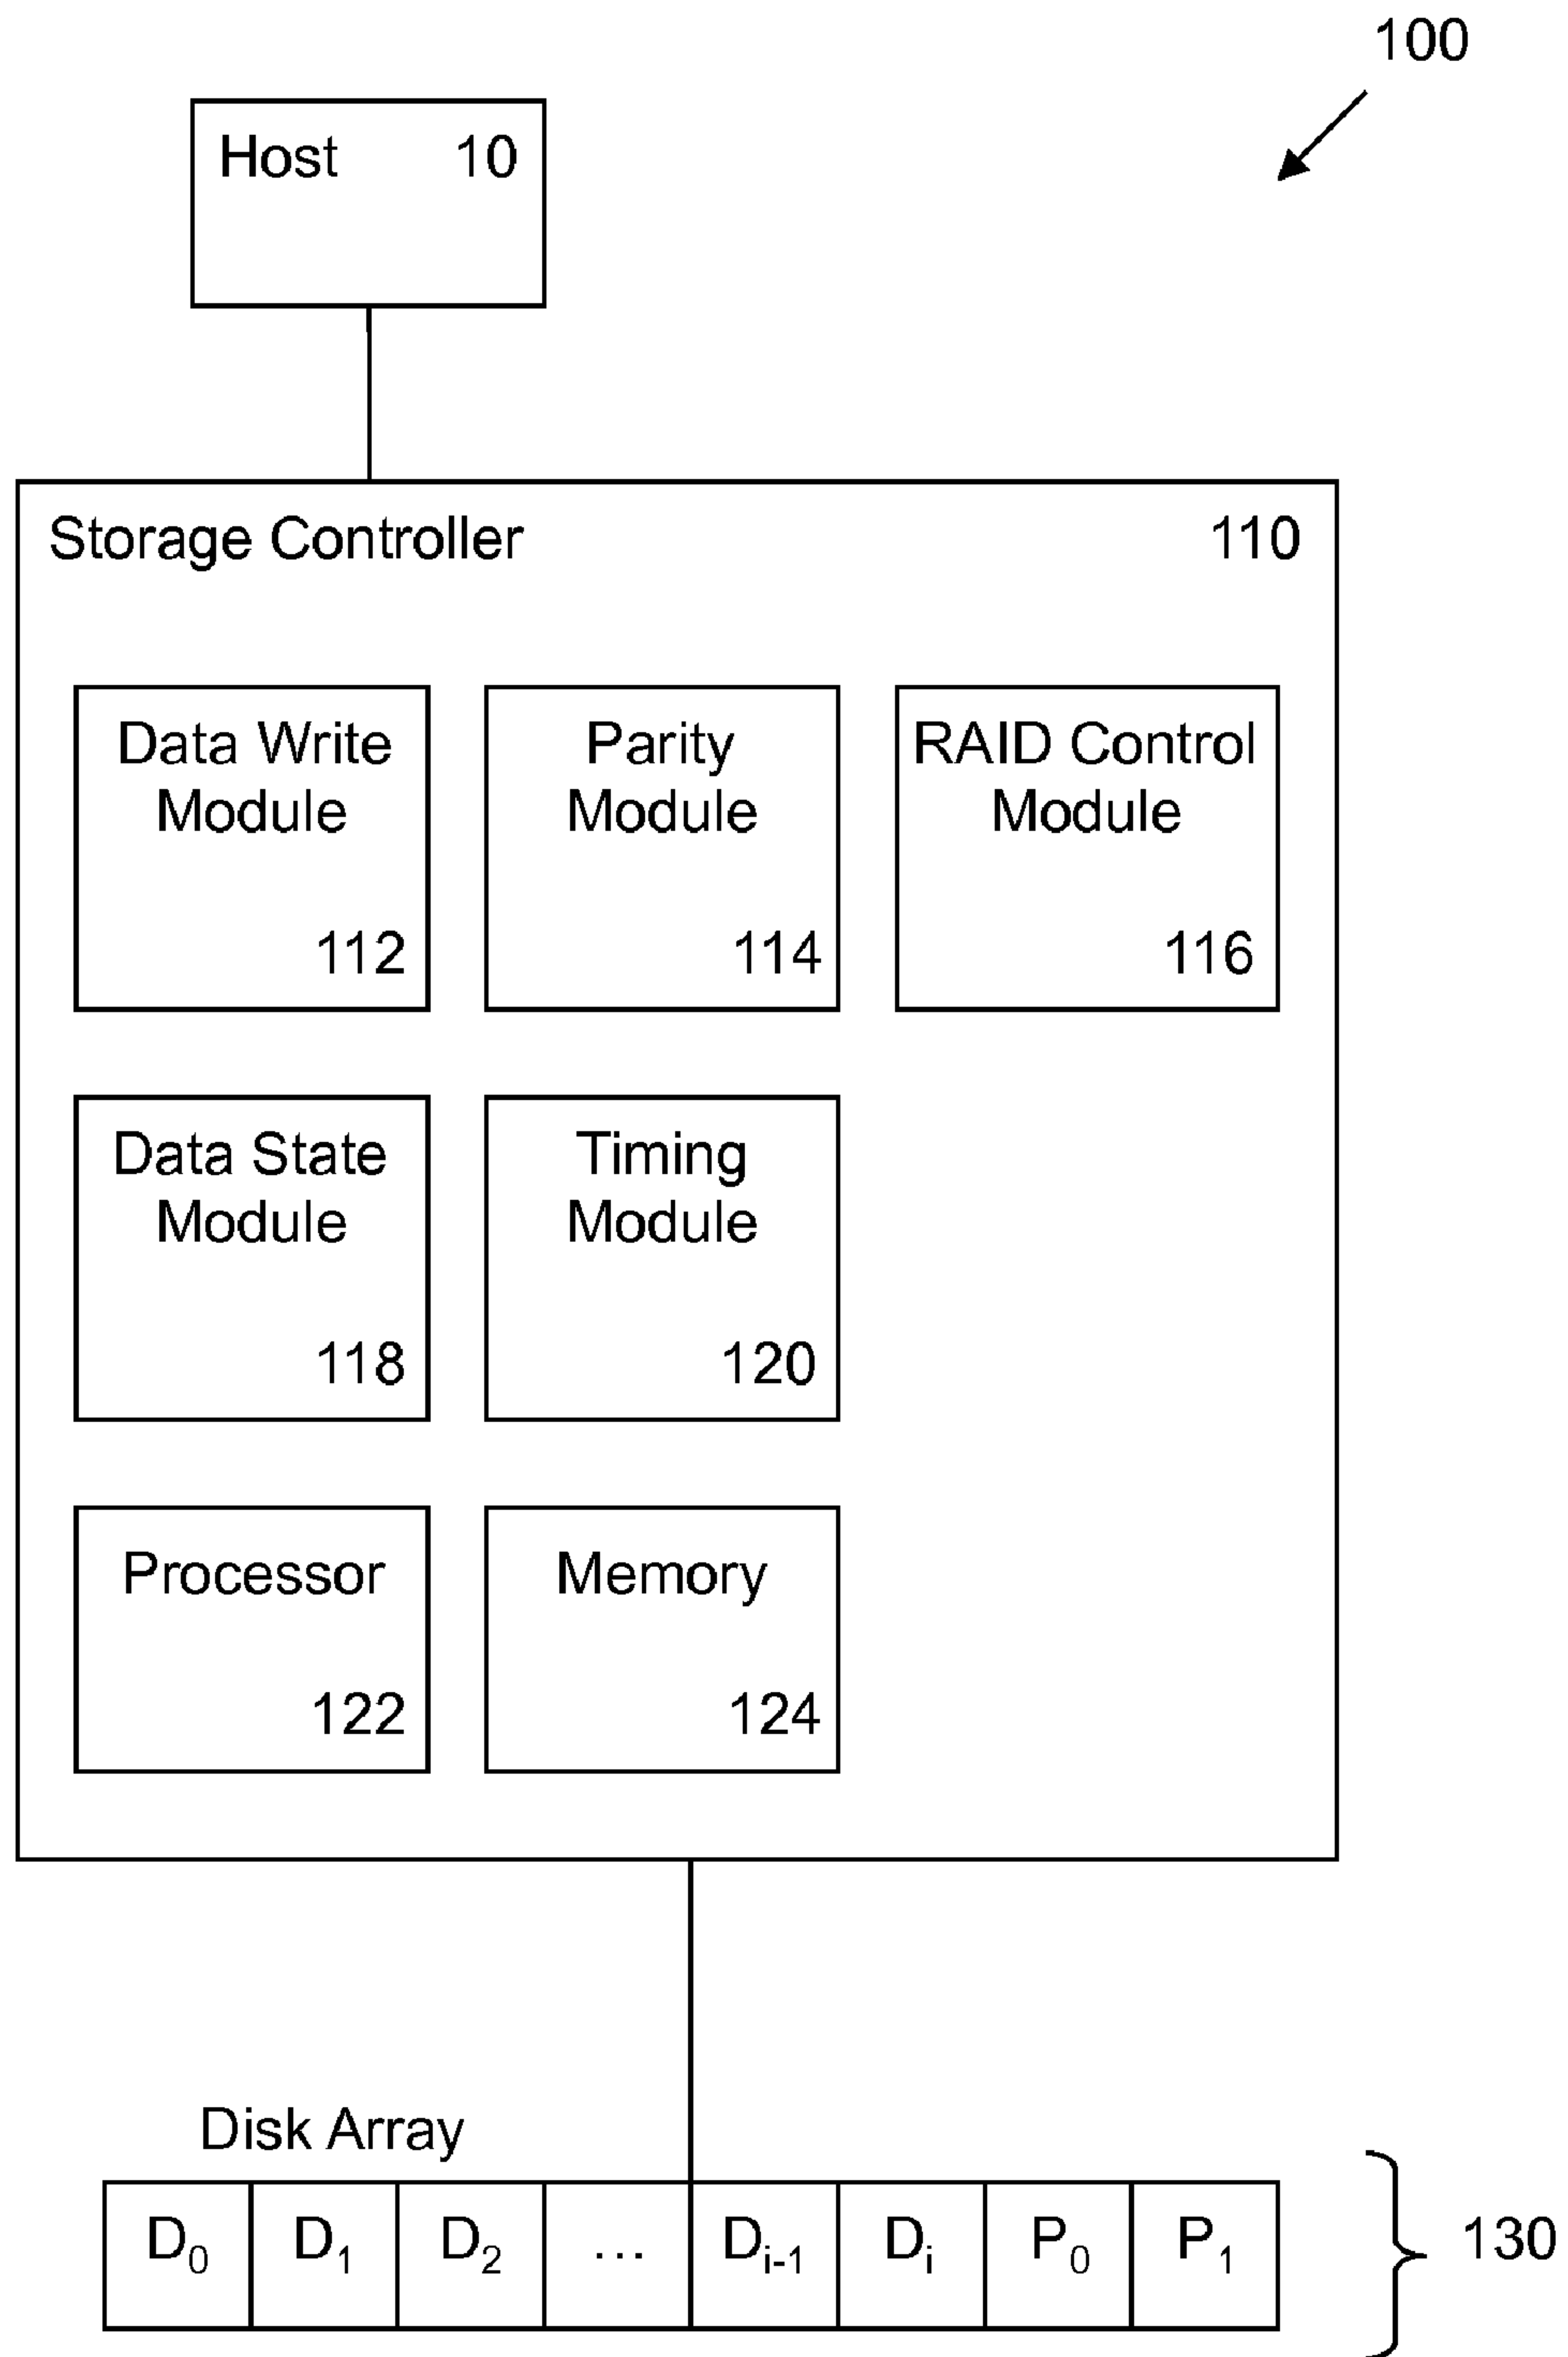 100
Host 10
Storage Controller 110
Data Write
Module
112
Parity
Module
114
RAID Control
Module
116
Data State
Module
118
Timing
Module
120
Processor
122
Memory
124
Disk Array
D0 D1 D2 ... Di-1 Di P0 P1
130